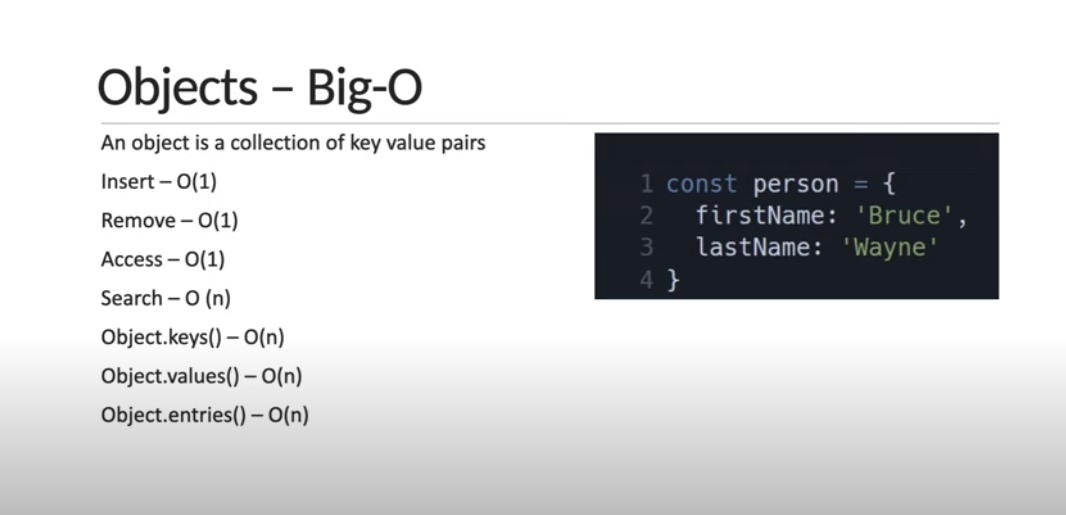 Objects – Big-O
An object is a collection of key value pairs
Insert – O(1)
Remove – O(1)
Access – O(1)
Search – O (n)
Object.keys() – O(n)
Object.values() – O(n)
Object.entries() – O(n)
1 const person = {
2   firstName: 'Bruce',
3   lastName: 'Wayne'
4 }